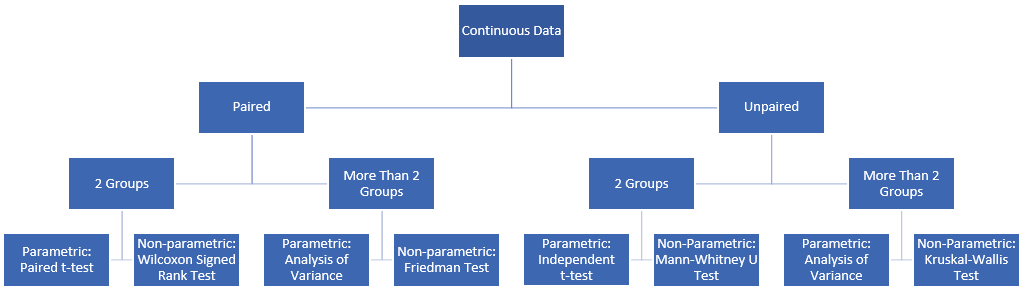 Continuous Data
Paired
Unpaired
2 Groups
More Than 2
Groups
2 Groups
More Than 2
Groups
Parametric:
Paired t-test
Non-parametric:
Wilcoxon Signed
Rank Test
Parametric:
Analysis of
Variance
Non-parametric:
Friedman Test
Parametric:
Independent
t-test
Non-Parametric:
Mann-Whitney U
Test
Parametric:
Analysis of
Variance
Non-Parametric:
Kruskal-Wallis
Test